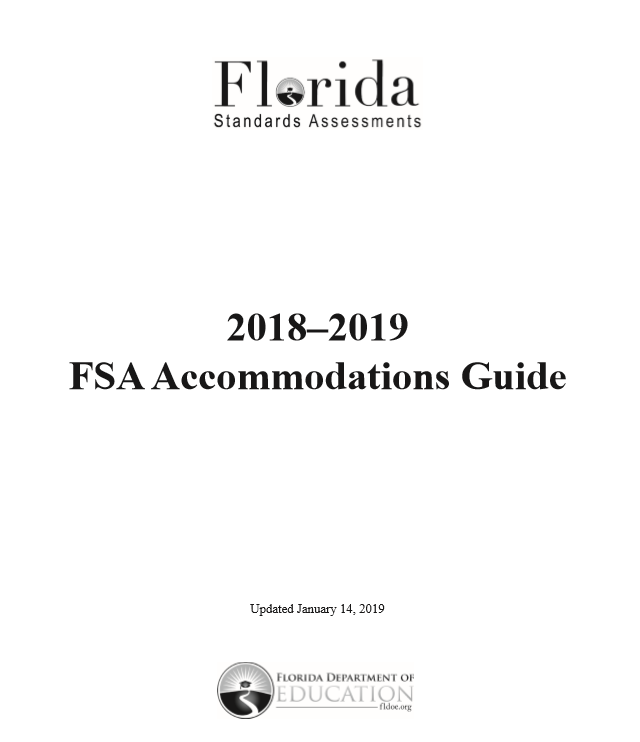 Florida
Standards Assessments
2018–2019
FSA Accommodations Guide
Updated January 14, 2019
FLORIDA DEPARTMENT OF
EDUCATION
fldoe.org